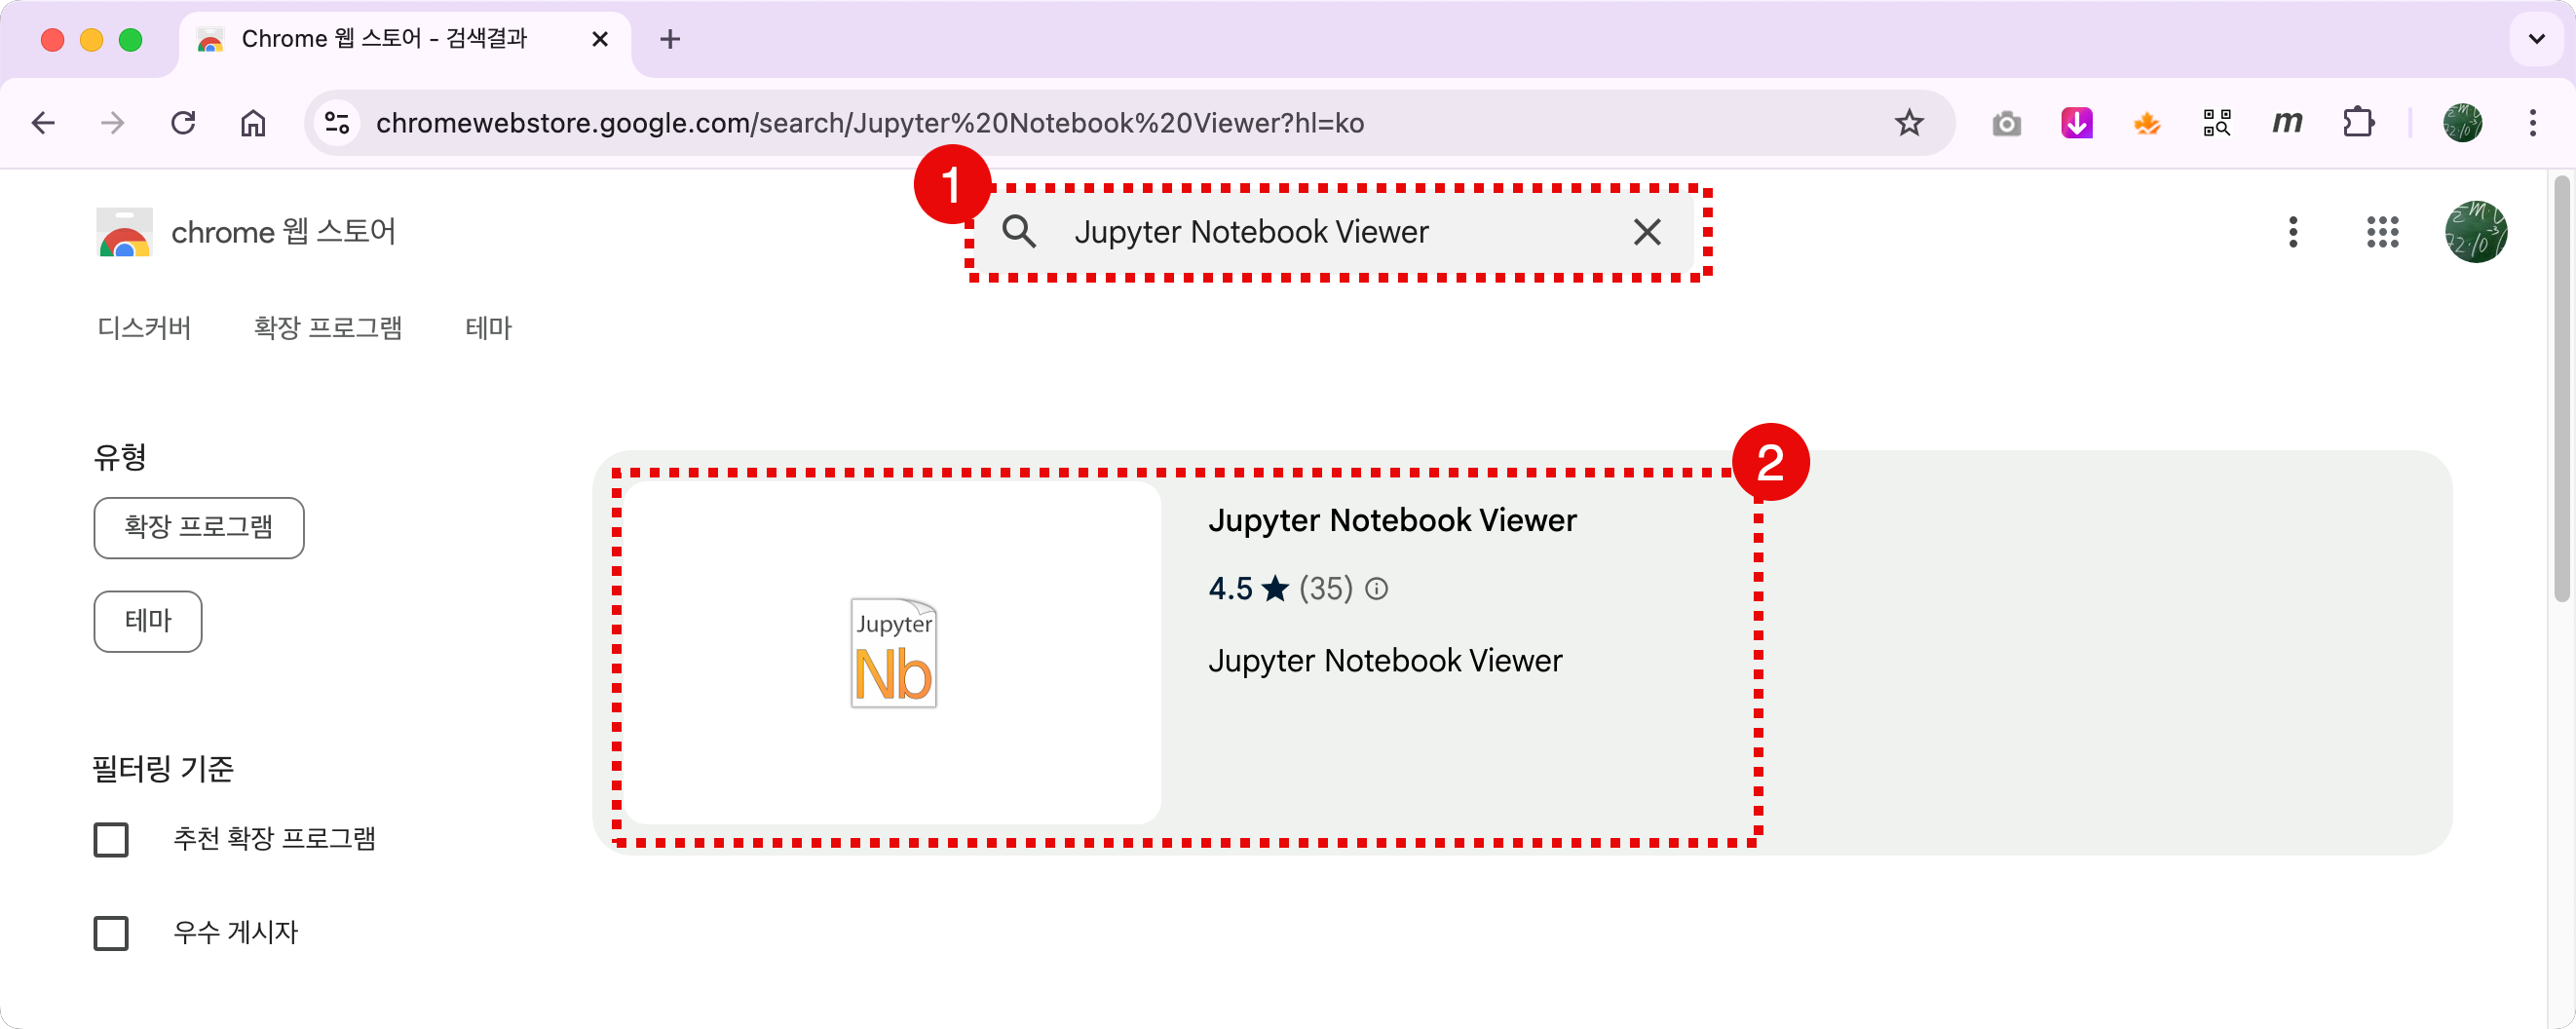 Chrome 웹 스토어 - 검색결과
chromewebstore.google.com/search/Jupyter%20Notebook%20Viewer?hl=ko
m
1
chrome 웹 스토어
Jupyter Notebook Viewer
디스커버
확장 프로그램
테마
유형
확장 프로그램
테마
필터링 기준
추천 확장 프로그램
우수 게시자
2
Jupyter
Nb
Jupyter Notebook Viewer
4.5 ★ (35)
Jupyter Notebook Viewer